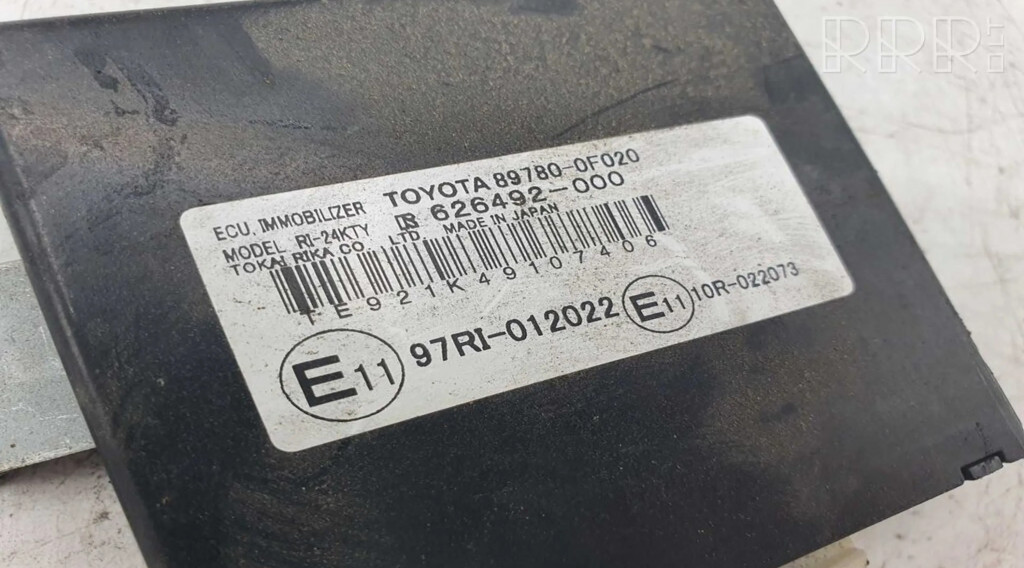 RRR.LT
ECU, IMMOBILIZER TOYOTA 89780-0F020
MODEL RI-24KTY 626492-000
TOKAI RIKA CO., LTD. MADE IN JAPAN
TE921K49107406
E11 97RI-012022 E11 10R-022073